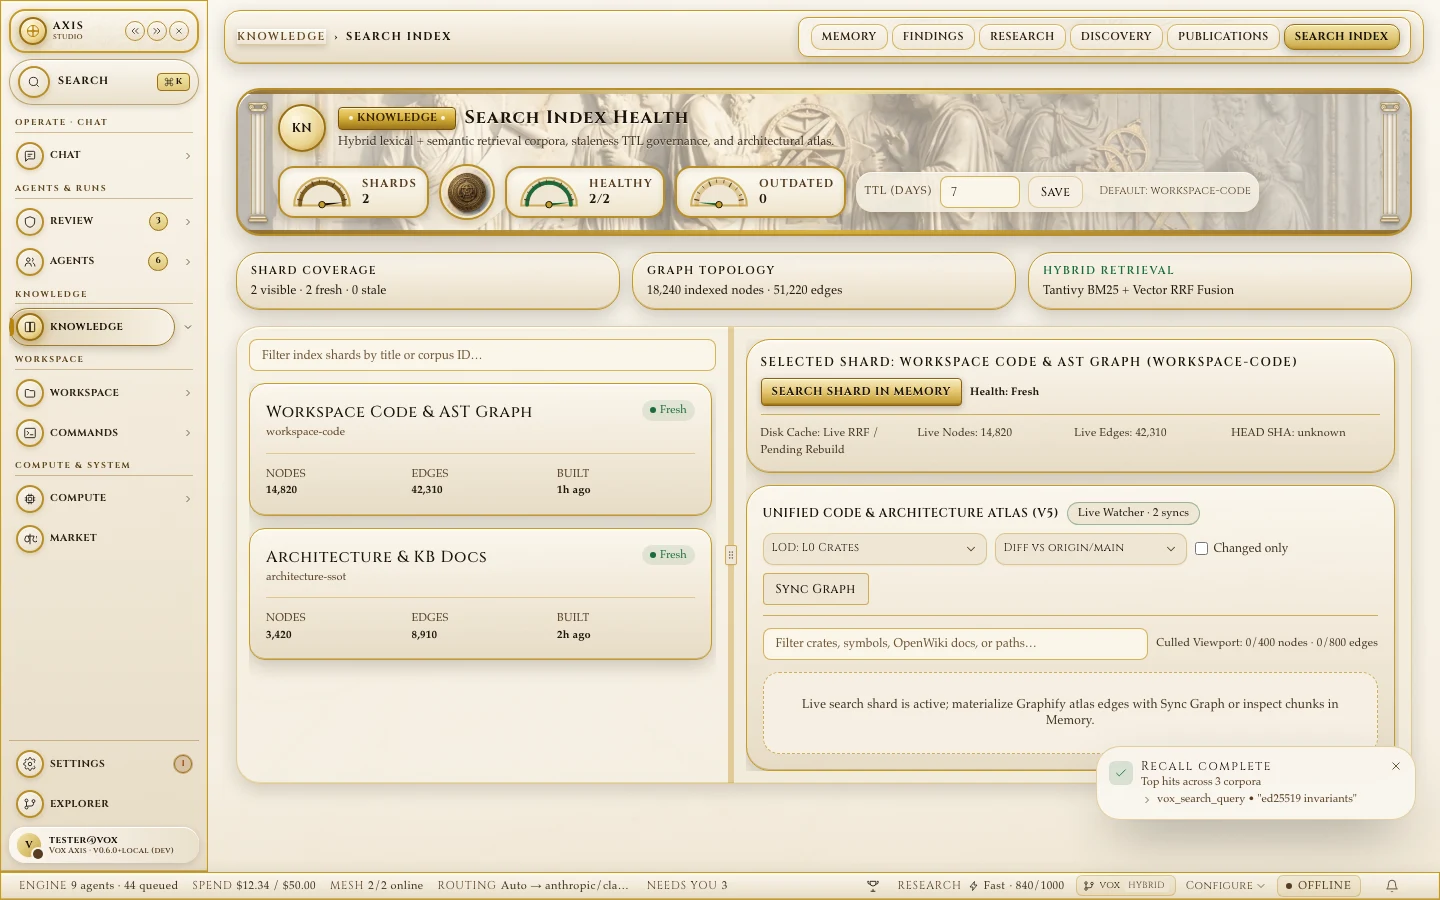 AXIS
STUDIO
SEARCH
⌘K
OPERATE · CHAT
CHAT
AGENTS & RUNS
REVIEW 3
AGENTS 6
KNOWLEDGE
KNOWLEDGE
WORKSPACE
WORKSPACE
COMMANDS
COMPUTE & SYSTEM
COMPUTE
MARKET
SETTINGS 1
EXPLORER
V
TESTER@VOX
VOX AXIS · V0.6.0+LOCAL (DEV)
KNOWLEDGE › SEARCH INDEX
MEMORY FINDINGS RESEARCH DISCOVERY PUBLICATIONS SEARCH INDEX
KN
• KNOWLEDGE • SEARCH INDEX HEALTH
Hybrid lexical + semantic retrieval corpora, staleness TTL governance, and architectural atlas.
SHARDS
2
HEALTHY
2/2
OUTDATED
0
TTL (DAYS) 7 SAVE DEFAULT: WORKSPACE-CODE
SHARD COVERAGE
2 visible · 2 fresh · 0 stale
GRAPH TOPOLOGY
18,240 indexed nodes · 51,220 edges
HYBRID RETRIEVAL
Tantivy BM25 + Vector RRF Fusion
Filter index shards by title or corpus ID…
WORKSPACE CODE & AST GRAPH
Fresh
workspace-code
NODES EDGES BUILT
14,820 42,310 1h ago
ARCHITECTURE & KB DOCS
Fresh
architecture-ssot
NODES EDGES BUILT
3,420 8,910 2h ago
SELECTED SHARD: WORKSPACE CODE & AST GRAPH (WORKSPACE-CODE)
SEARCH SHARD IN MEMORY Health: Fresh
Disk Cache: Live RRF /
Pending Rebuild
Live Nodes: 14,820
Live Edges: 42,310
HEAD SHA: unknown
UNIFIED CODE & ARCHITECTURE ATLAS (V5) Live Watcher · 2 syncs
LOD: L0 CRATES DIFF VS ORIGIN/MAIN Changed only
SYNC GRAPH
Filter crates, symbols, OpenWiki docs, or paths… Culled Viewport: 0/400 nodes · 0/800 edges
Live search shard is active; materialize Graphify atlas edges with Sync Graph or inspect chunks in
Memory.
RECALL COMPLETE
Top hits across 3 corpora
› vox_search_query • "ed25519 invariants"
ENGINE 9 agents · 44 queued SPEND $12.34 / $50.00 MESH 2/2 online ROUTING Auto → anthropic/cla… NEEDS YOU 3
RESEARCH Fast · 840/1000 VOX HYBRID CONFIGURE OFFLINE